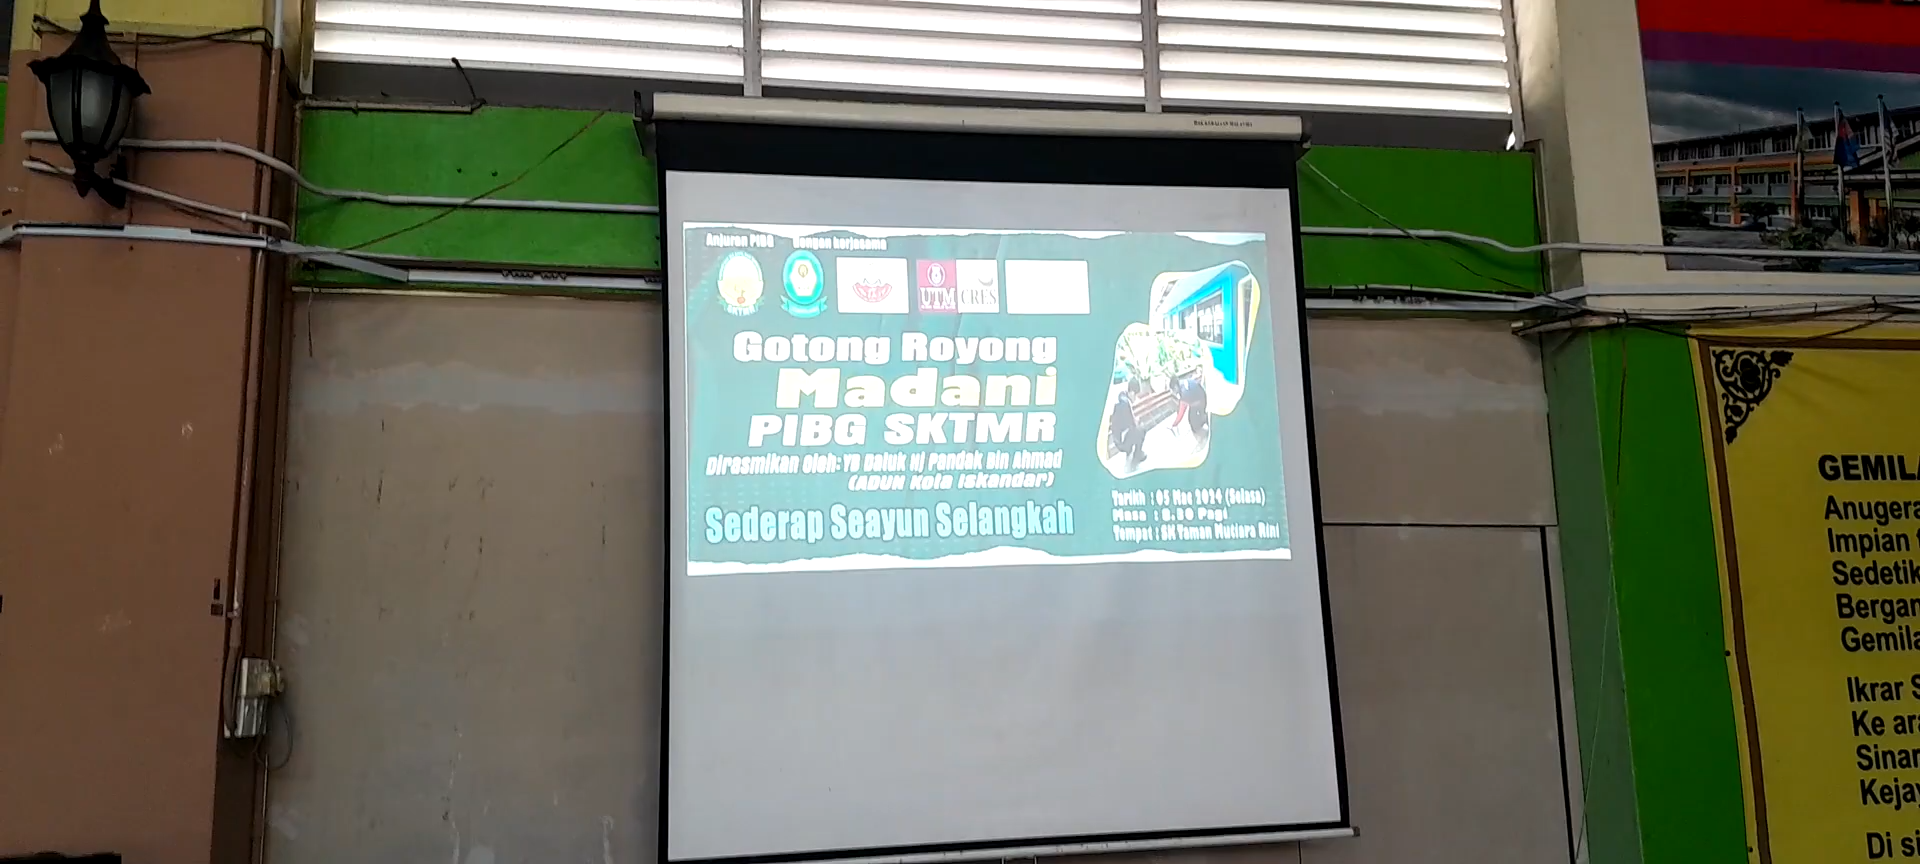 Anjuran PIBG dengan kerjasama
UTM CRES
Gotong Royong
Madani
PIBG SKTMR
Dirasmikan oleh: YB Datuk Hj Pandak Bin Ahmad
(ADUN Kota Iskandar)
Sederap Seayun Selangkah
Tarikh : 05 Mac 2024 (Selasa)
Masa : 8.30 Pagi
Tempat : SK Taman Mutiara Rini
GEMIL
Anugera
Impian
Sedetik
Bergan
Gemila
Ikrar S
Ke ara
Sinar
Kejay
Di si